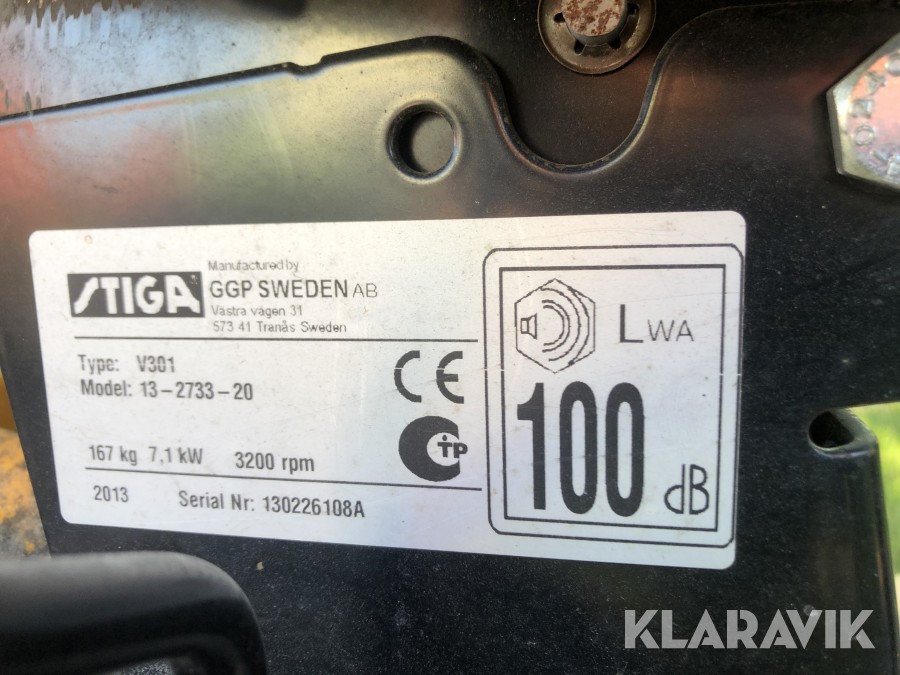 STIGA
Manufactured by
GGP SWEDEN AB
Västra vägen 31
573 41 Tranås Sweden
Type: V301
Model: 13-2733-20
CE
167 kg 7,1 kW 3200 rpm
2013 Serial Nr: 130226108A
LWA
100
dB
KLARAVIK